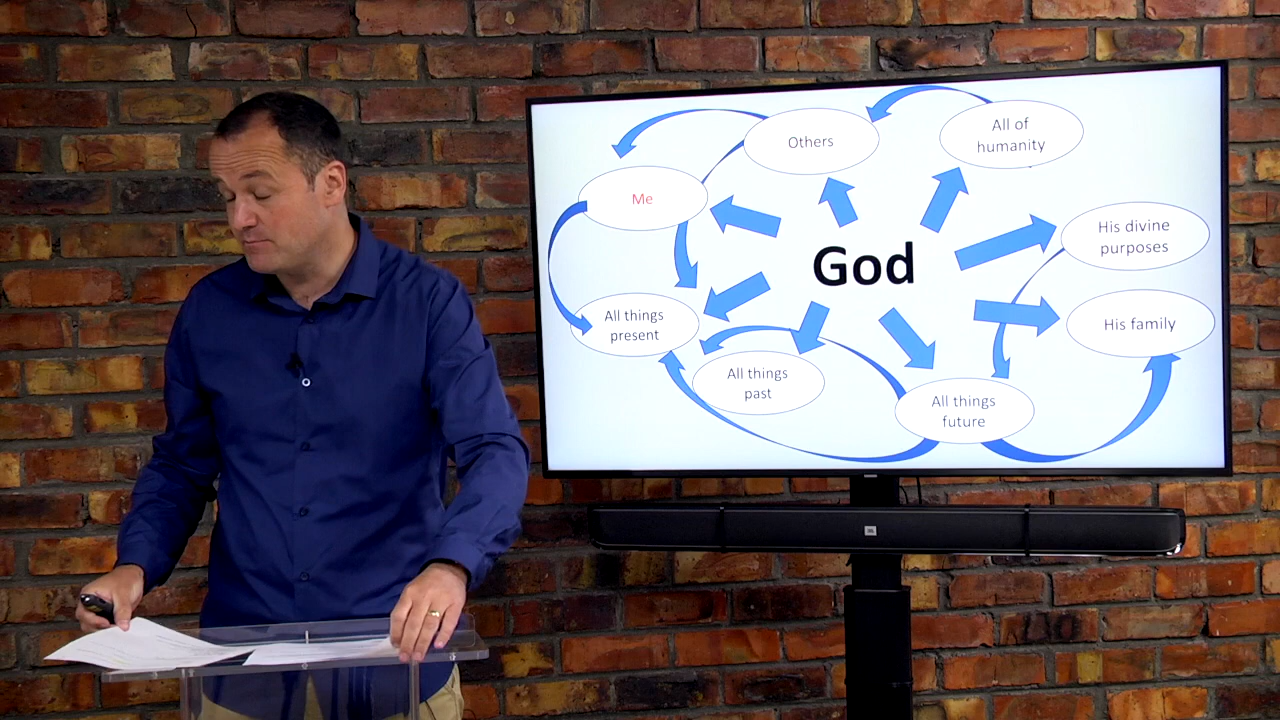 Others
All of
humanity
Me
His divine
purposes
God
All things
present
His family
All things
past
All things
future
JBL